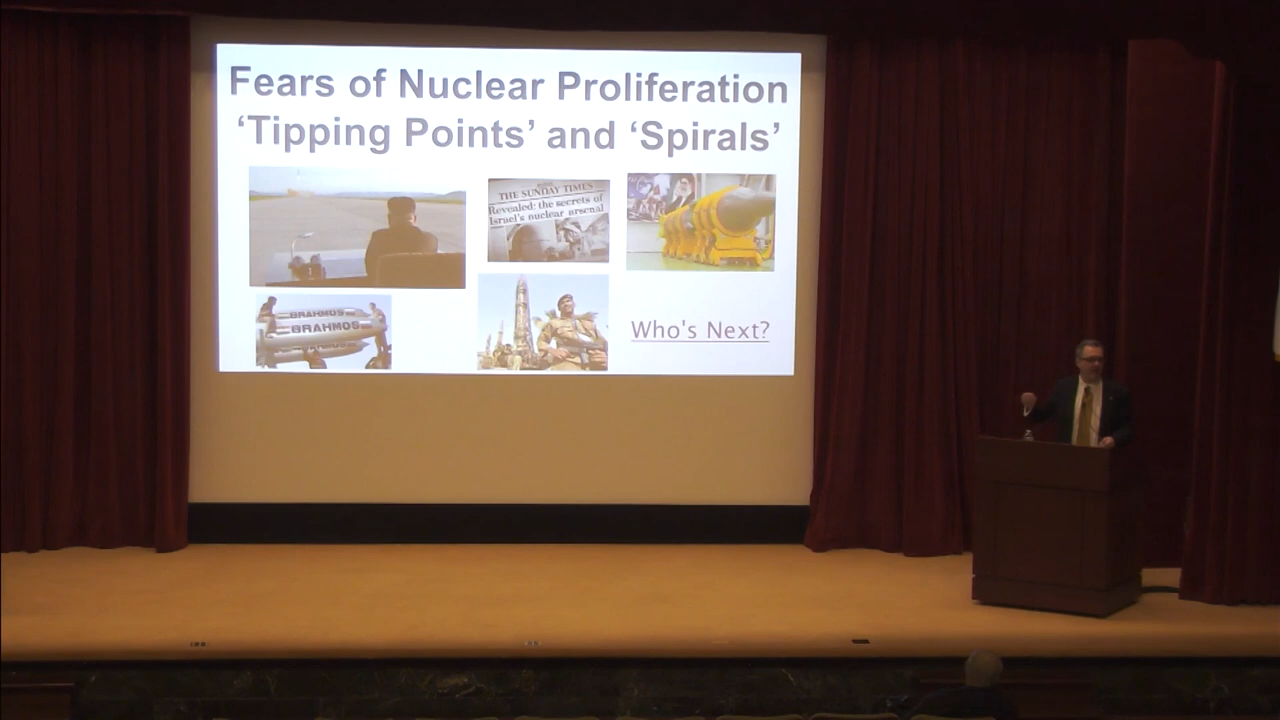 Fears of Nuclear Proliferation
‘Tipping Points’ and ‘Spirals’
THE SUNDAY TIMES
Revealed: the secrets of
Israel's nuclear arsenal
BRAHMOS
BRAHMOS
Who's Next?